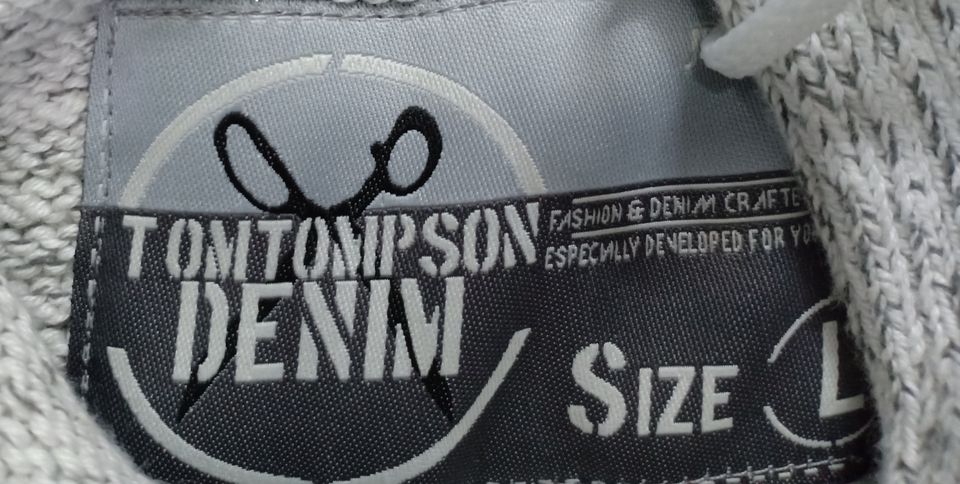 TOMTOMPSON
DENIM
FASHION & DENIM CRAFTE
ESPECIALLY DEVELOPED FOR YO
SIZE L